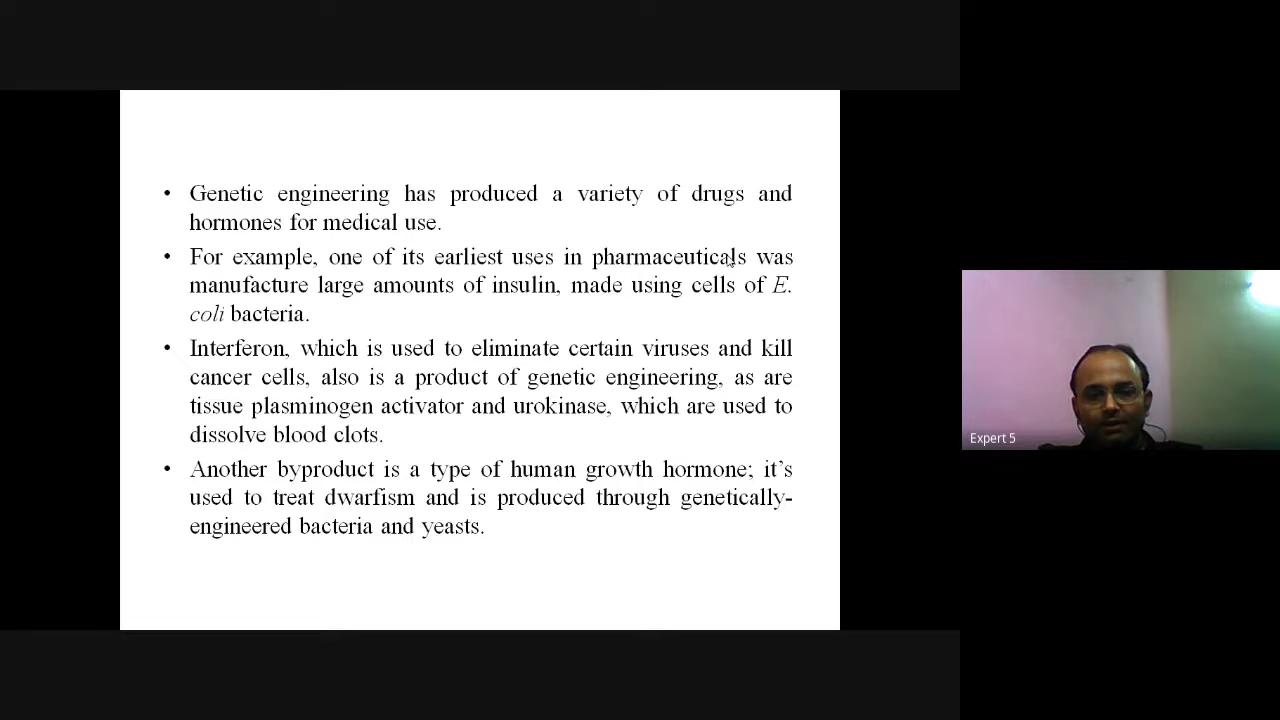 • Genetic engineering has produced a variety of drugs and
hormones for medical use.
• For example, one of its earliest uses in pharmaceuticals was
manufacture large amounts of insulin, made using cells of E.
coli bacteria.
• Interferon, which is used to eliminate certain viruses and kill
cancer cells, also is a product of genetic engineering, as are
tissue plasminogen activator and urokinase, which are used to
dissolve blood clots.
• Another byproduct is a type of human growth hormone; it’s
used to treat dwarfism and is produced through genetically-
engineered bacteria and yeasts.
Expert 5